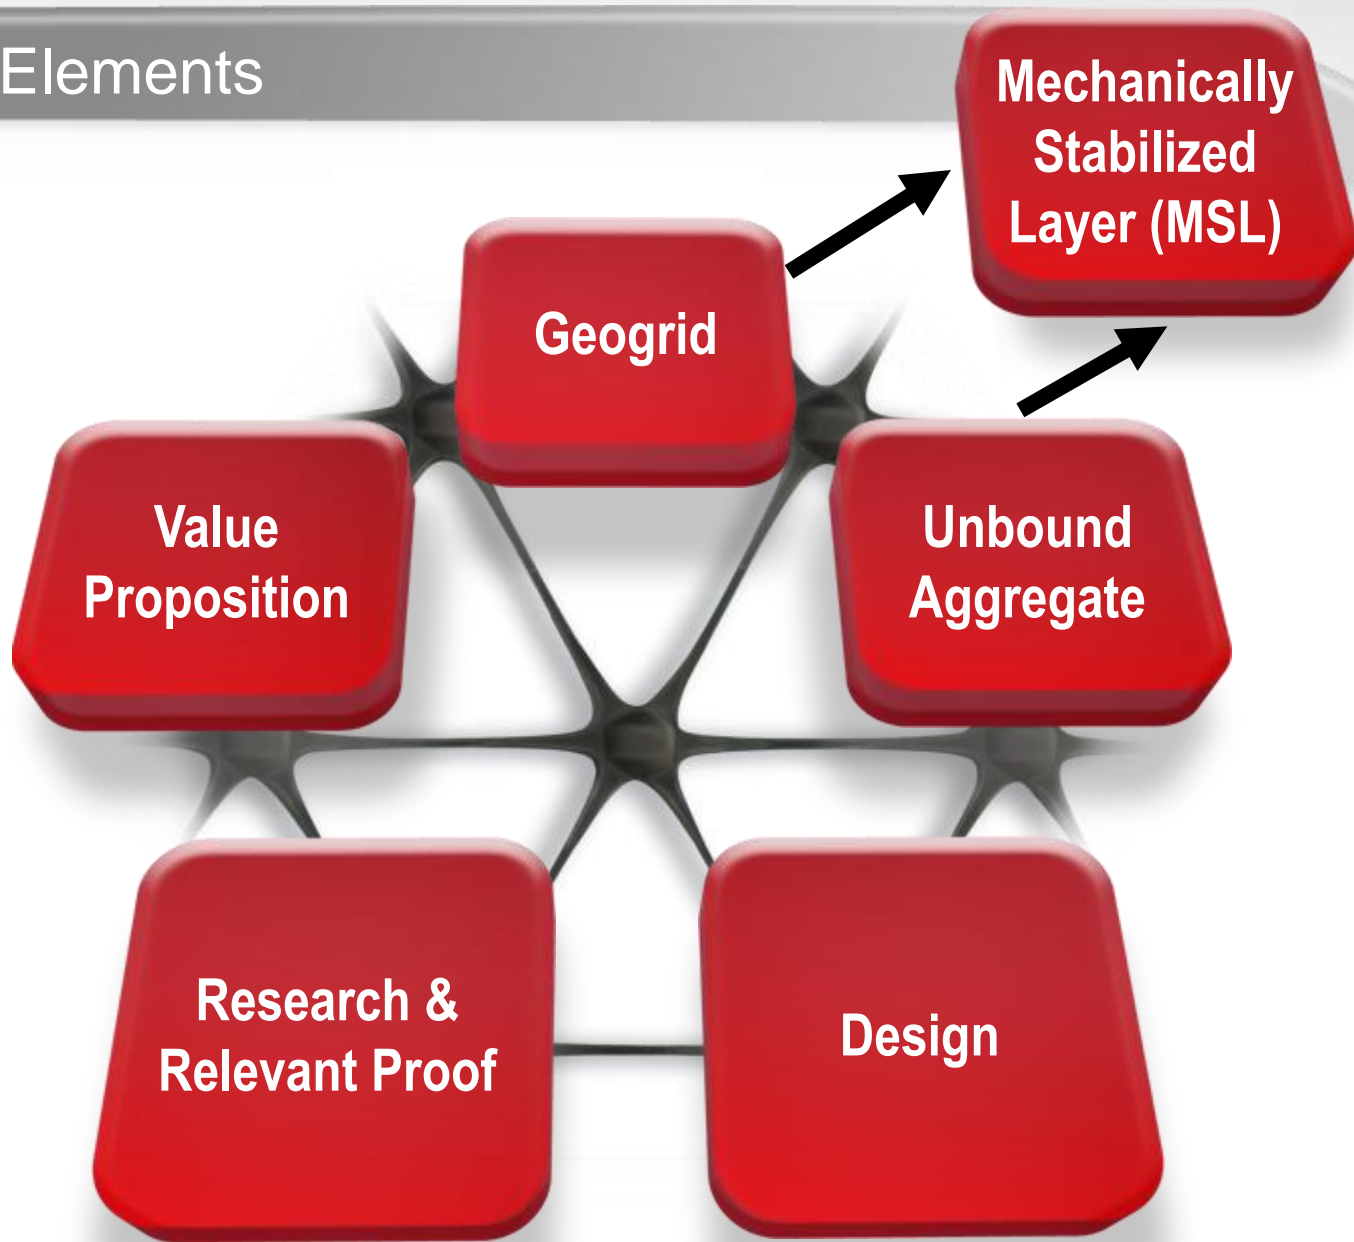 Elements
Mechanically
Stabilized
Layer (MSL)
Geogrid
Value
Proposition
Unbound
Aggregate
Research &
Relevant Proof
Design